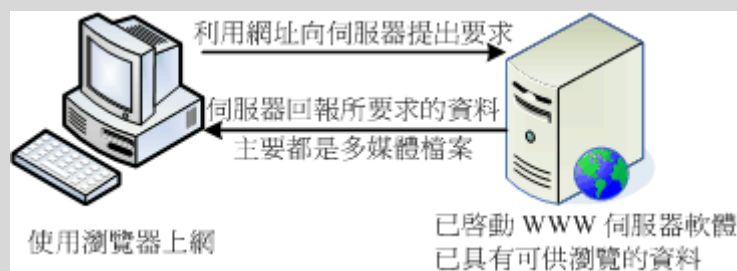 利用網址向伺服器提出要求
伺服器回報所要求的資料
主要都是多媒體檔案
使用瀏覽器上網
已啟動 WWW 伺服器軟體
已具有可供瀏覽的資料